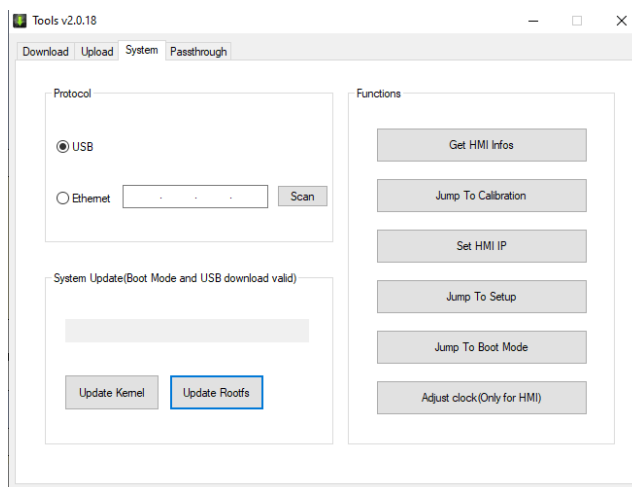 Tools v2.0.18
Download Upload System Passthrough
Protocol
USB
Ethernet . . . Scan
System Update(Boot Mode and USB download valid)
Update Kernel Update Rootfs
Functions
Get HMI Infos
Jump To Calibration
Set HMI IP
Jump To Setup
Jump To Boot Mode
Adjust clock(Only for HMI)